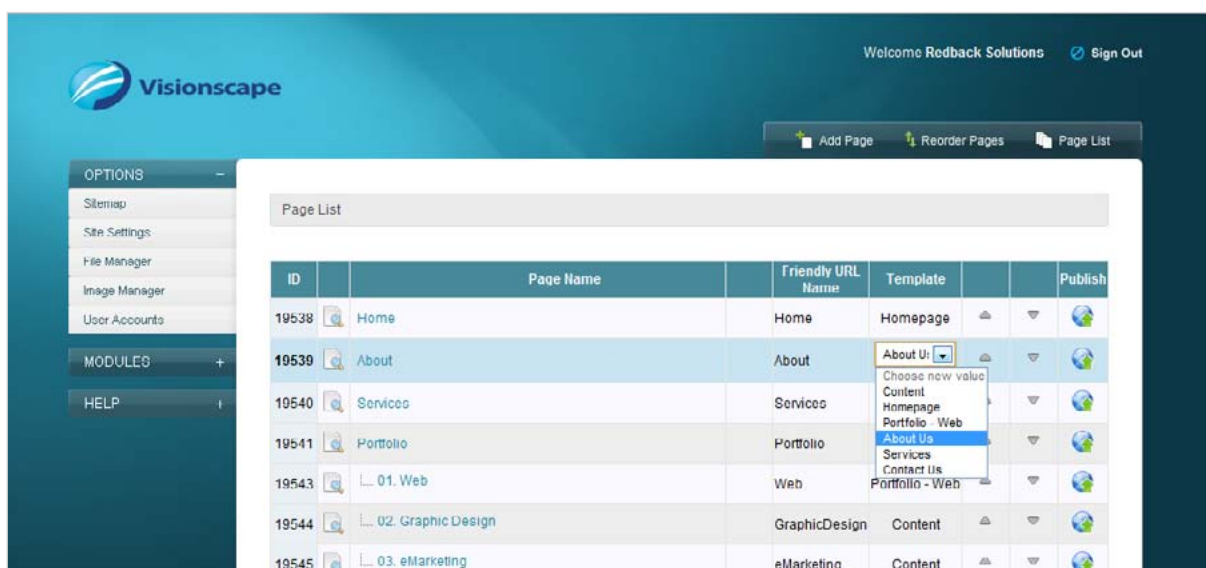 Welcome Redback Solutions Sign Out
Visionscape
Add Page Reorder Pages Page List
OPTIONS −
Sitemap
Site Settings
File Manager
Image Manager
User Accounts
MODULES +
HELP +
Page List
ID Page Name Friendly URL Name Template Publish
19538 Home Home Homepage
19539 About About About U
Choose new value
Content
Homepage
Portfolio - Web
About Us
Services
Contact Us
19540 Services Services
19541 Portfolio Portfolio
19543 01. Web Web Portfolio - Web
19544 02. Graphic Design GraphicDesign Content
19545 03. eMarketing eMarketing Content